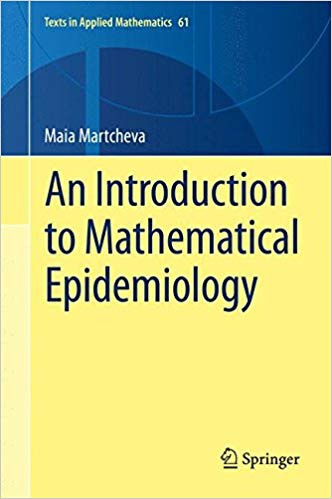 Texts in Applied Mathematics 61
Maia Martcheva
An Introduction
to Mathematical
Epidemiology
Springer